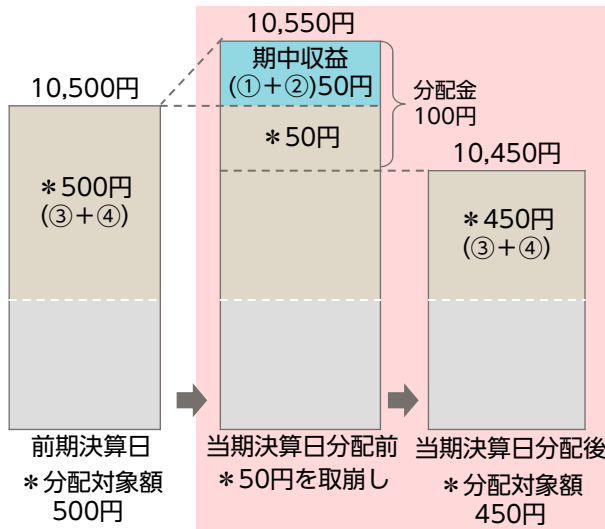 10,500円
＊500円
(③＋④)
前期決算日
＊分配対象額
500円
10,550円
期中収益
(①＋②)50円
＊50円
分配金
100円
当期決算日分配前
＊50円を取崩し
10,450円
＊450円
(③＋④)
当期決算日分配後
＊分配対象額
450円